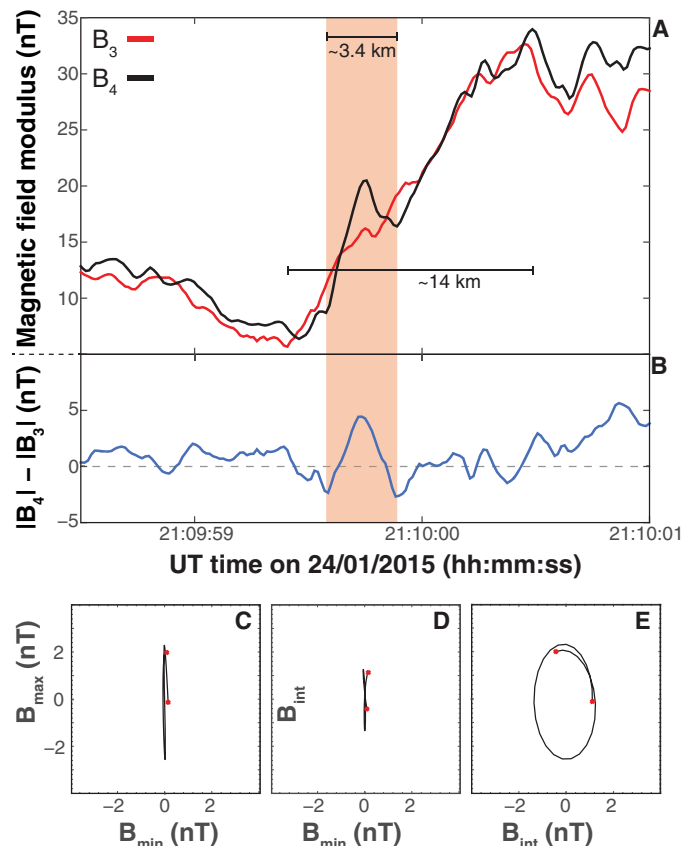 35
30
25
20
15
10
Magnetic field modulus (nT)
B3
B4
~3.4 km
~14 km
A
B
5
0
−5
|B4| − |B3| (nT)
21:09:59
21:10:00
21:10:01
UT time on 24/01/2015 (hh:mm:ss)
C
D
E
2
0
−2
Bmax (nT)
Bint
−2
0
2
−2
0
2
−2
0
2
Bmin (nT)
Bmin (nT)
Bint (nT)